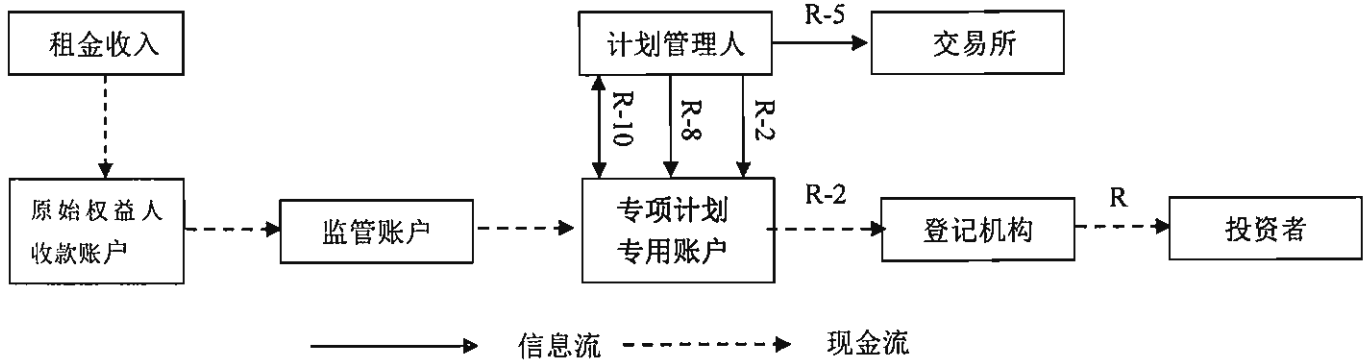 租金收入
计划管理人
R-5
交易所
R-10
R-8
R-2
原始权益人
收款账户
监管账户
专项计划
专用账户
R-2
登记机构
R
投资者
信息流
现金流